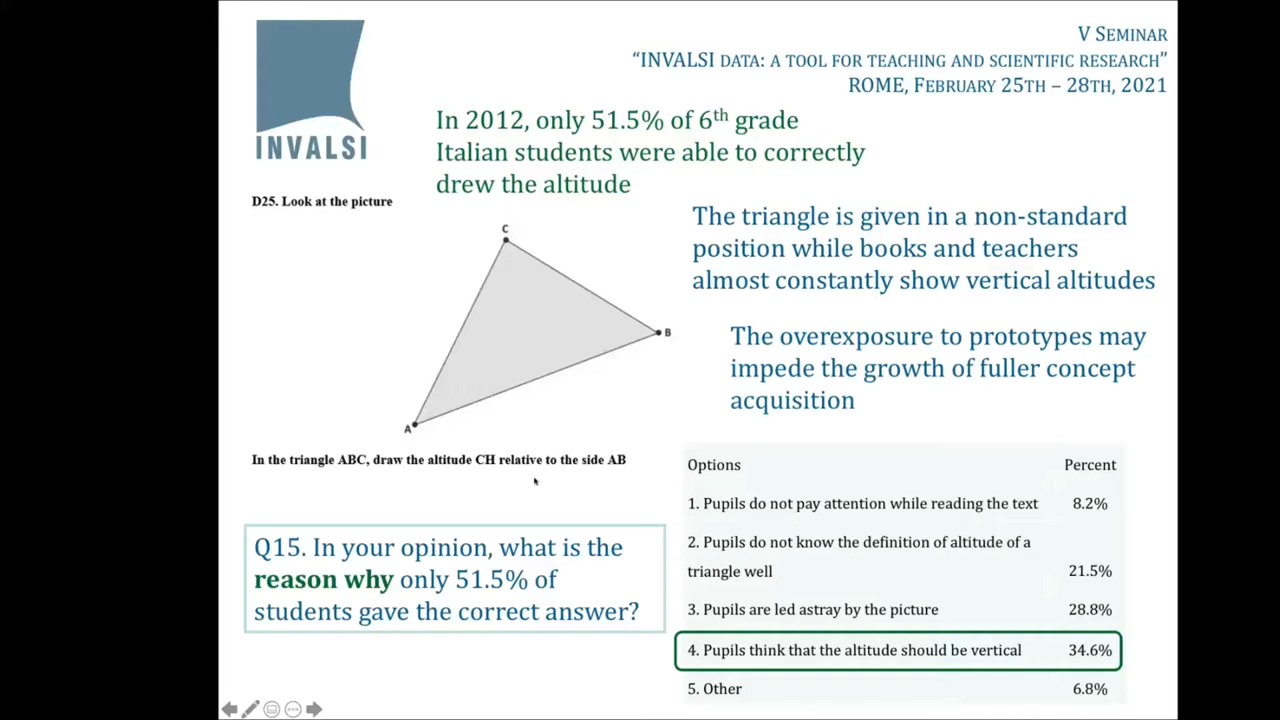 V SEMINAR
“INVALSI DATA: A TOOL FOR TEACHING AND SCIENTIFIC RESEARCH”
ROME, FEBRUARY 25TH – 28TH, 2021
INVALSI
In 2012, only 51.5% of 6th grade
Italian students were able to correctly
drew the altitude
D25. Look at the picture
C
B
A
In the triangle ABC, draw the altitude CH relative to the side AB
The triangle is given in a non-standard
position while books and teachers
almost constantly show vertical altitudes
The overexposure to prototypes may
impede the growth of fuller concept
acquisition
Q15. In your opinion, what is the
reason why only 51.5% of
students gave the correct answer?
Options Percent
1. Pupils do not pay attention while reading the text 8.2%
2. Pupils do not know the definition of altitude of a
triangle well 21.5%
3. Pupils are led astray by the picture 28.8%
4. Pupils think that the altitude should be vertical 34.6%
5. Other 6.8%